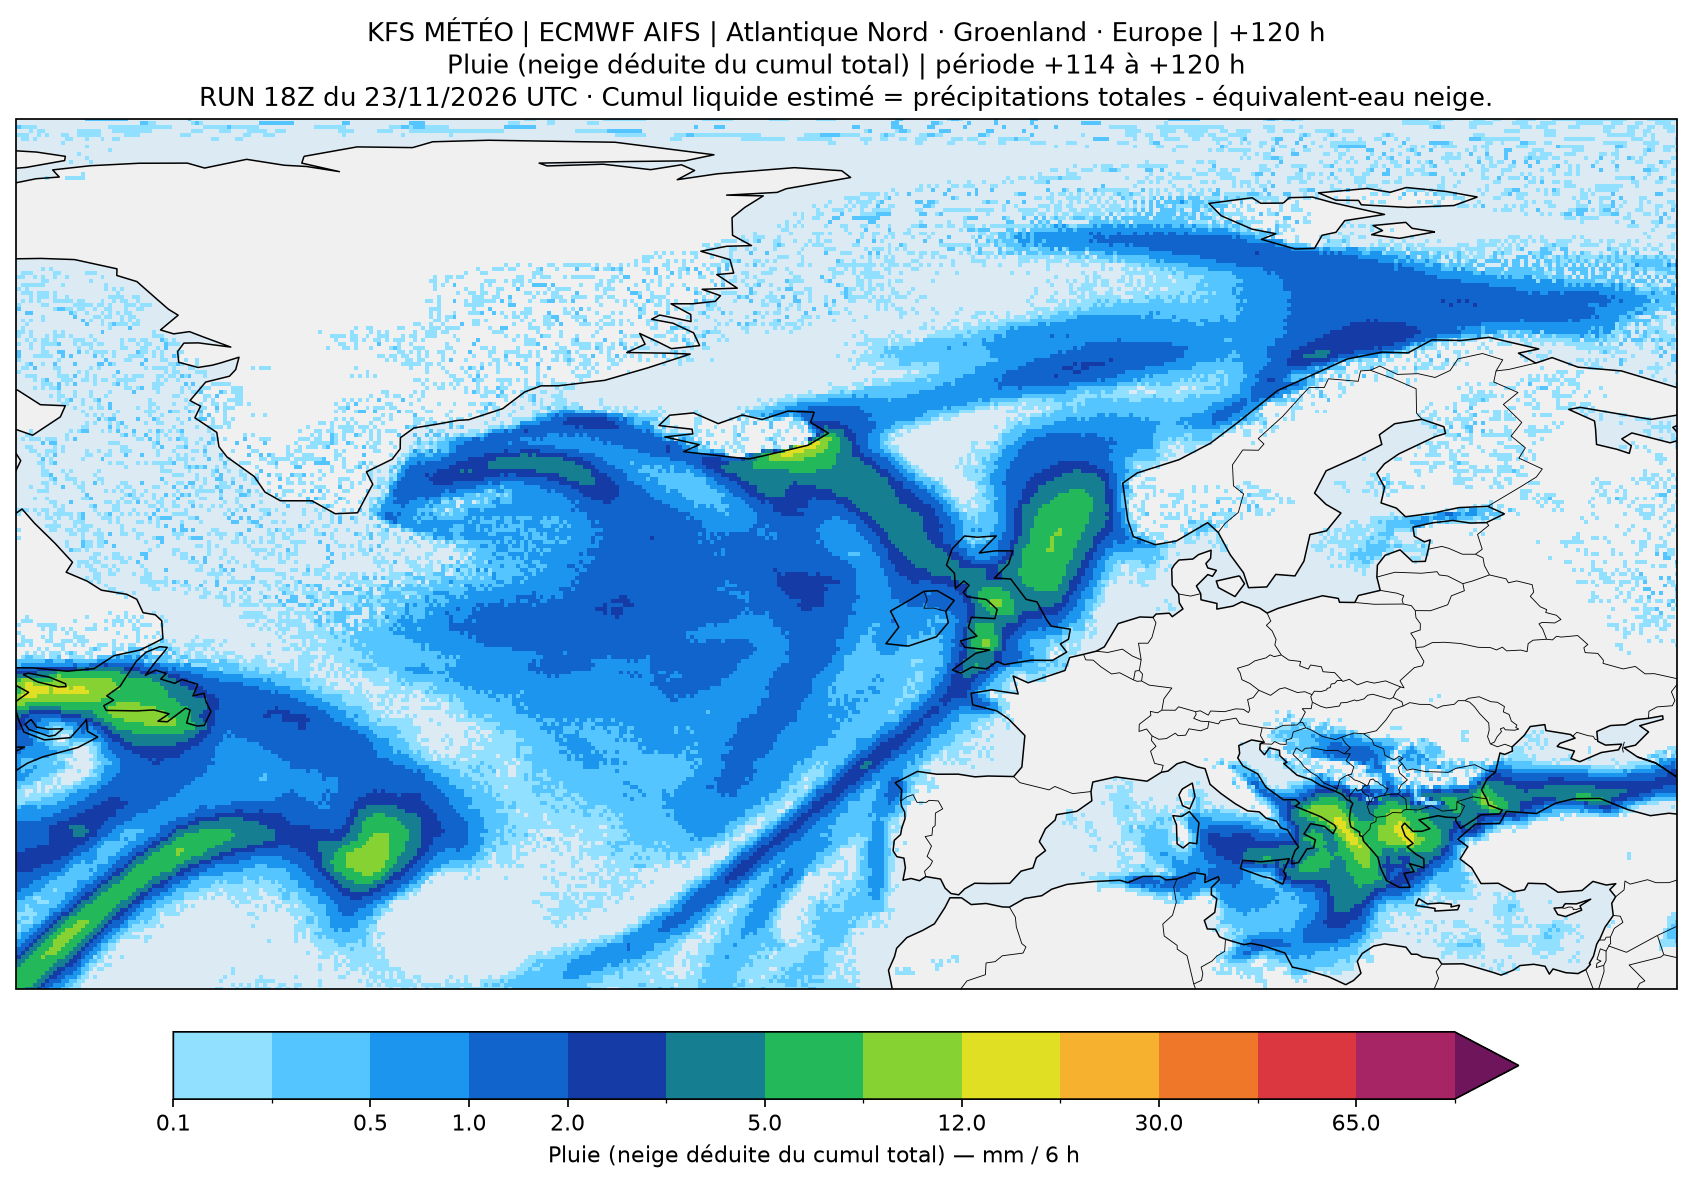 KFS MÉTÉO | ECMWF AIFS | Atlantique Nord · Groenland · Europe | +120 h
Pluie (neige déduite du cumul total) | période +114 à +120 h
RUN 18Z du 23/11/2026 UTC · Cumul liquide estimé = précipitations totales - équivalent-eau neige.
0.1 0.5 1.0 2.0 5.0 12.0 30.0 65.0
Pluie (neige déduite du cumul total) — mm / 6 h